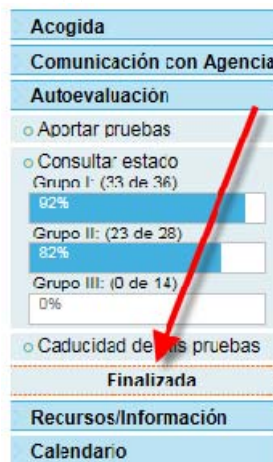 Acogida
Comunicación con Agencia
Autoevaluación
Aportar pruebas
Consultar estado
Grupo I: (33 de 36)
92%
Grupo II: (23 de 28)
82%
Grupo III: (0 de 14)
0%
Caducidad de mis pruebas
Finalizada
Recursos/Información
Calendario